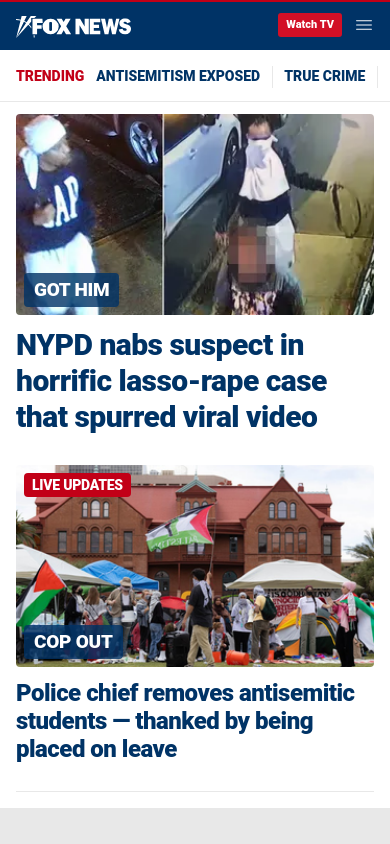 FOX NEWS
Watch TV
TRENDING ANTISEMITISM EXPOSED TRUE CRIME
GAP
GOT HIM
NYPD nabs suspect in
horrific lasso-rape case
that spurred viral video
LIVE UPDATES
COP OUT
Police chief removes antisemitic
students — thanked by being
placed on leave